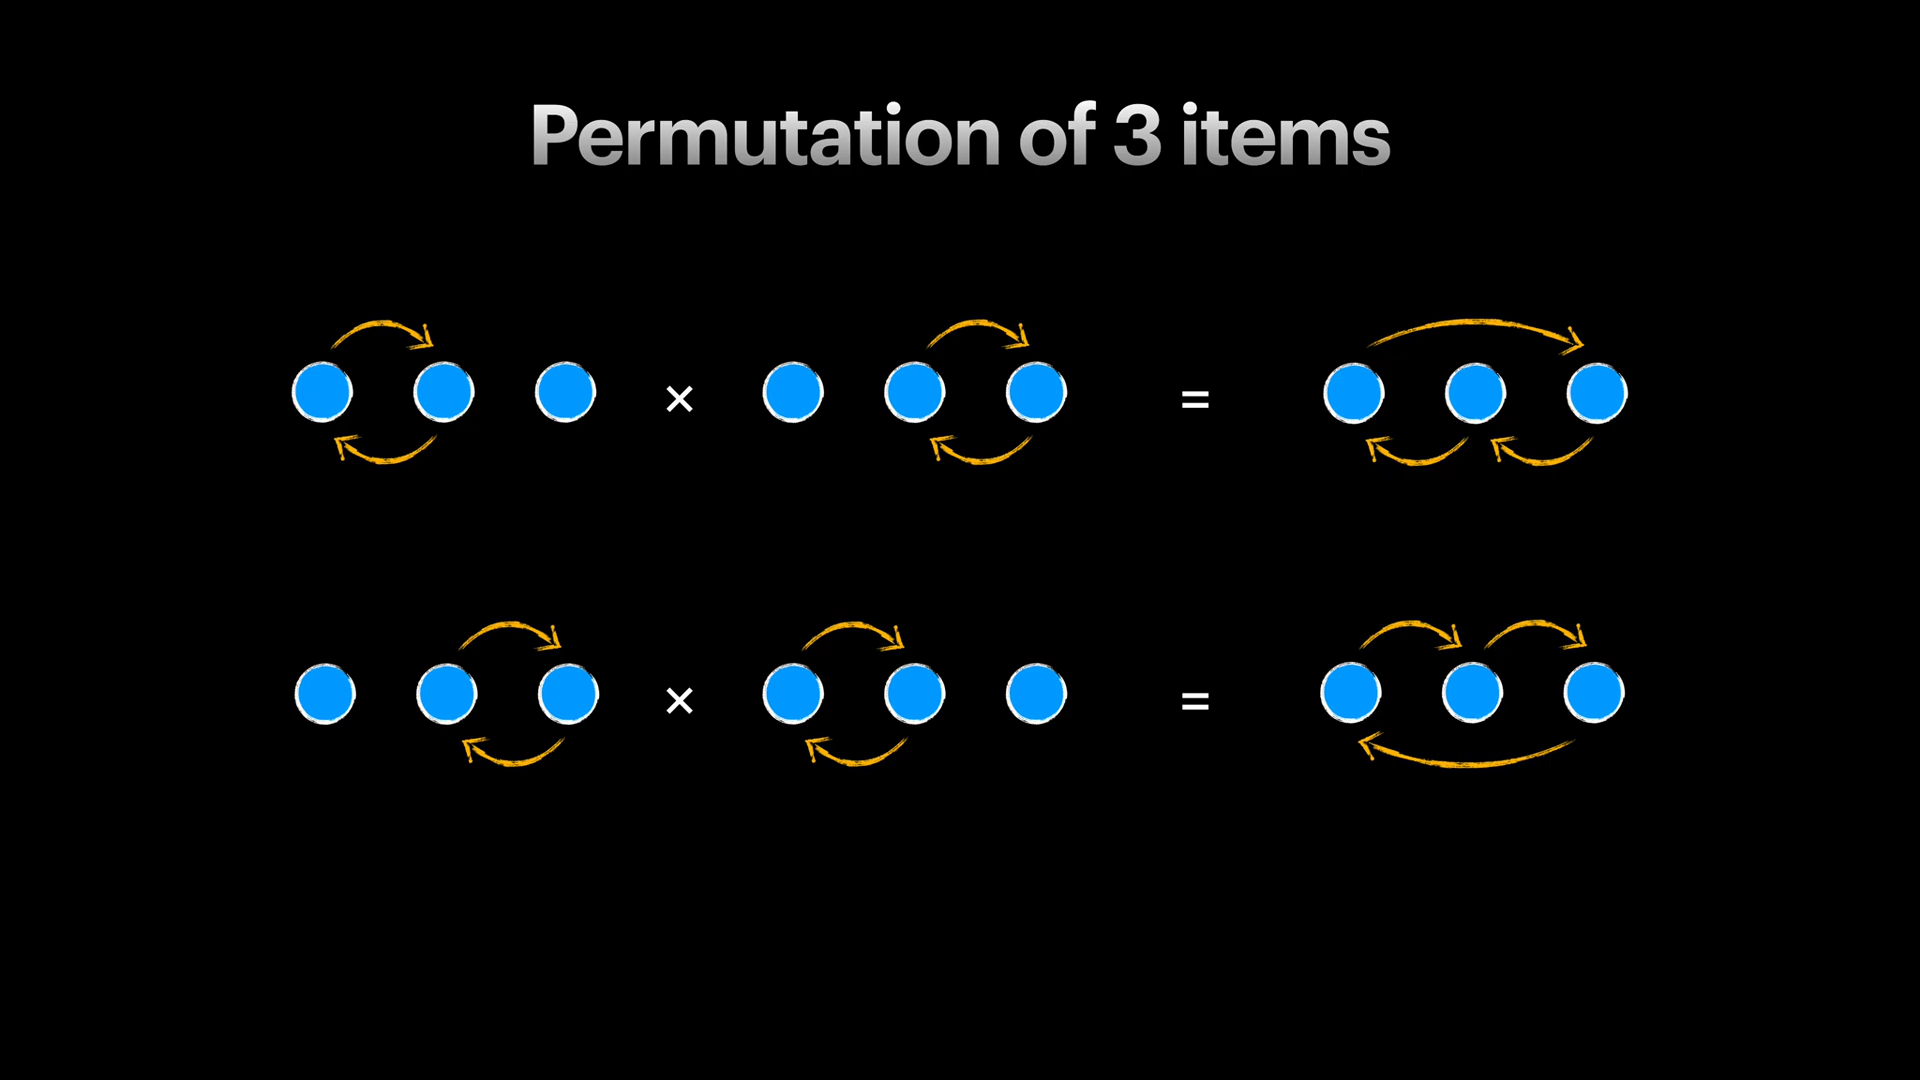 Permutation of 3 items
× =
× =